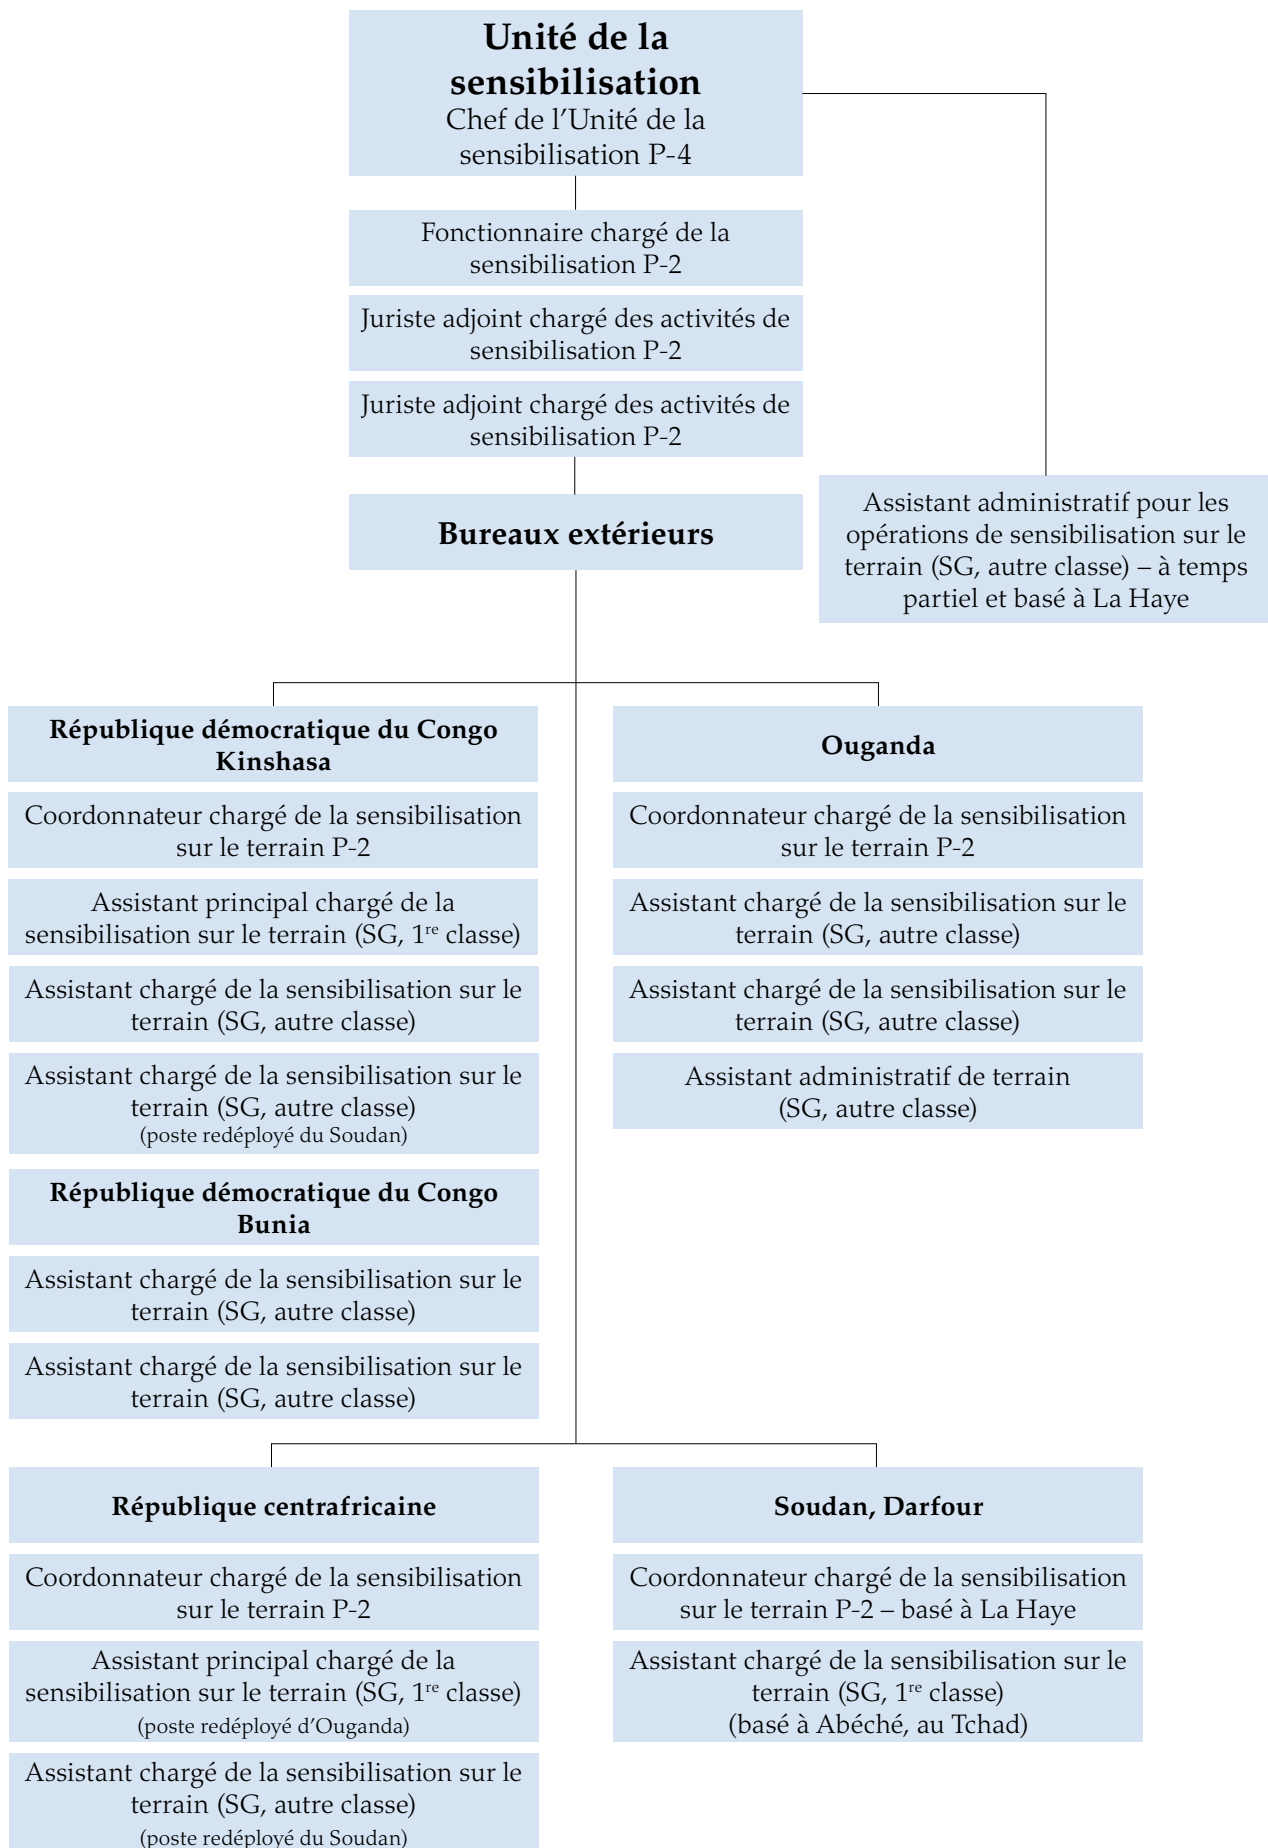 Unité de la
sensibilisation
Chef de l'Unité de la
sensibilisation P-4
Fonctionnaire chargé de la
sensibilisation P-2
Juriste adjoint chargé des activités de
sensibilisation P-2
Juriste adjoint chargé des activités de
sensibilisation P-2
Bureaux extérieurs
Assistant administratif pour les
opérations de sensibilisation sur le
terrain (SG, autre classe) – à temps
partiel et basé à La Haye
République démocratique du Congo
Kinshasa
Coordonnateur chargé de la sensibilisation
sur le terrain P-2
Assistant principal chargé de la
sensibilisation sur le terrain (SG, 1re classe)
Assistant chargé de la sensibilisation sur le
terrain (SG, autre classe)
Assistant chargé de la sensibilisation sur le
terrain (SG, autre classe)
(poste redéployé du Soudan)
République démocratique du Congo
Bunia
Assistant chargé de la sensibilisation sur le
terrain (SG, autre classe)
Assistant chargé de la sensibilisation sur le
terrain (SG, autre classe)
Ouganda
Coordonnateur chargé de la sensibilisation
sur le terrain P-2
Assistant chargé de la sensibilisation sur le
terrain (SG, autre classe)
Assistant chargé de la sensibilisation sur le
terrain (SG, autre classe)
Assistant administratif de terrain
(SG, autre classe)
République centrafricaine
Coordonnateur chargé de la sensibilisation
sur le terrain P-2
Assistant principal chargé de la
sensibilisation sur le terrain (SG, 1re classe)
(poste redéployé d'Ouganda)
Assistant chargé de la sensibilisation sur le
terrain (SG, autre classe)
(poste redéployé du Soudan)
Soudan, Darfour
Coordonnateur chargé de la sensibilisation
sur le terrain P-2 – basé à La Haye
Assistant chargé de la sensibilisation sur le
terrain (SG, 1re classe)
(basé à Abéché, au Tchad)